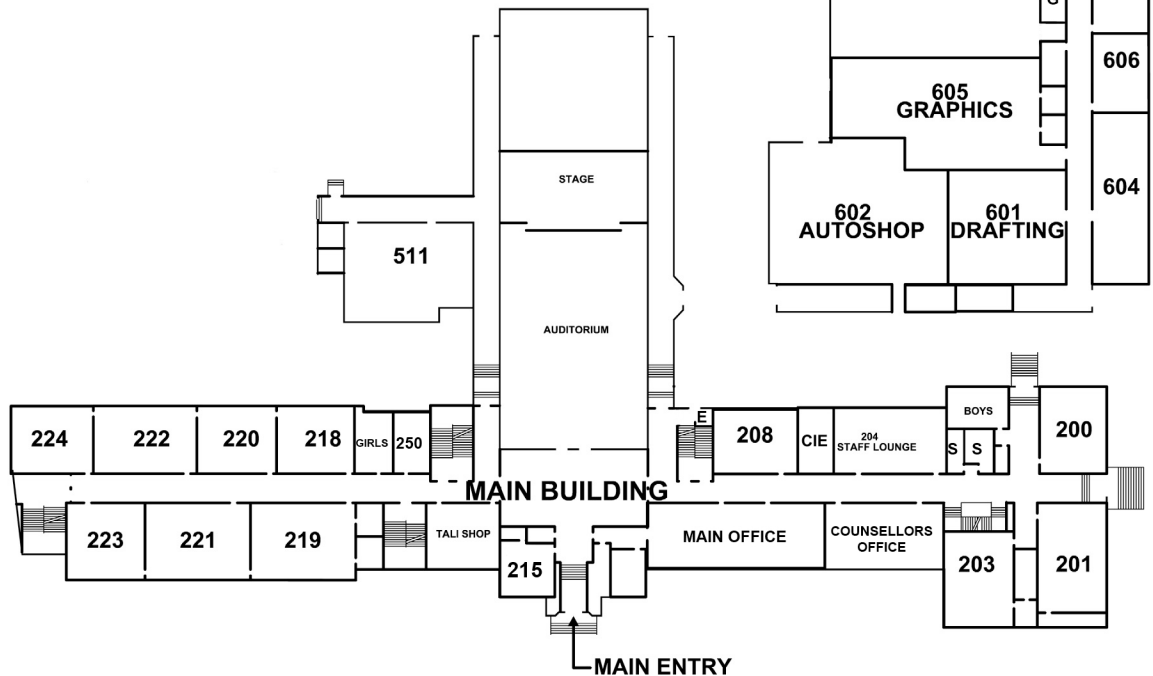 G
606
605
GRAPHICS
STAGE
604
602
AUTOSHOP
601
DRAFTING
511
AUDITORIUM
224
222
220
218
GIRLS
250
E
208
CIE
204
STAFF LOUNGE
BOYS
S
S
200
MAIN BUILDING
223
221
219
TALI SHOP
215
MAIN OFFICE
COUNSELLORS
OFFICE
203
201
MAIN ENTRY